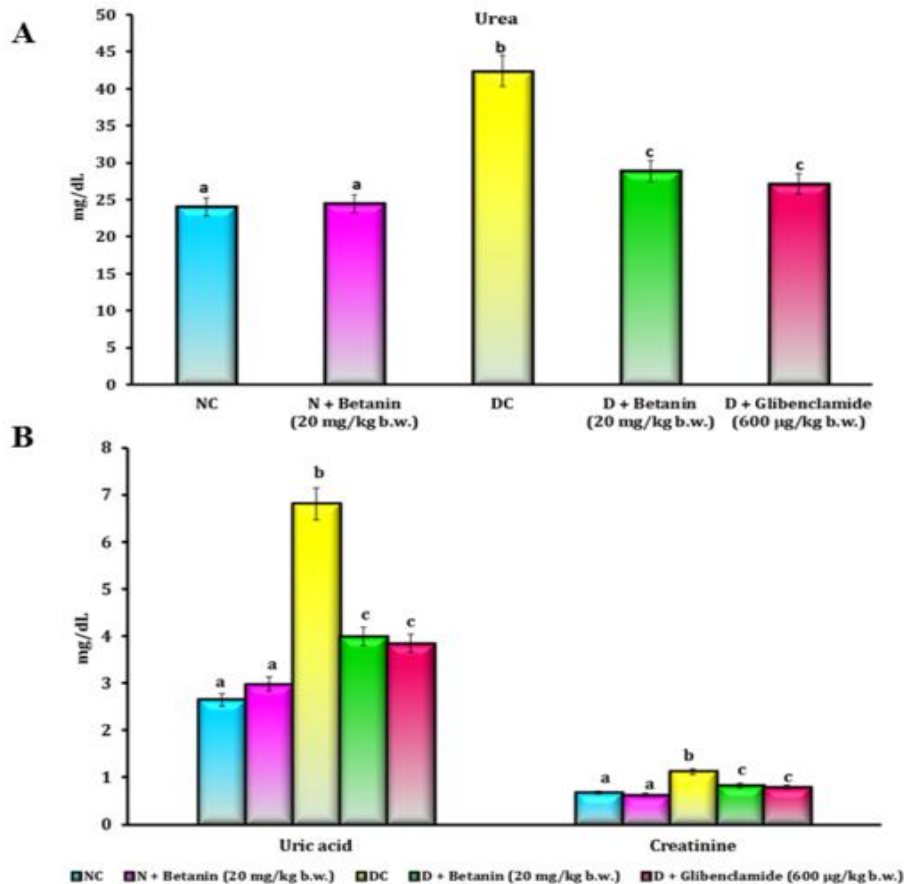 A
Urea
mg/dL
50
45
40
35
30
25
20
15
10
5
0
a
a
b
c
c
NC
N + Betanin
(20 mg/kg b.w.)
DC
D + Betanin
(20 mg/kg b.w.)
D + Glibenclamide
(600 µg/kg b.w.)
B
mg/dL
8
7
6
5
4
3
2
1
0
a
a
b
c
c
a
a
b
c
c
Uric acid
Creatinine
NC N + Betanin (20 mg/kg b.w.) DC D + Betanin (20 mg/kg b.w.) D + Glibenclamide (600 µg/kg b.w.)